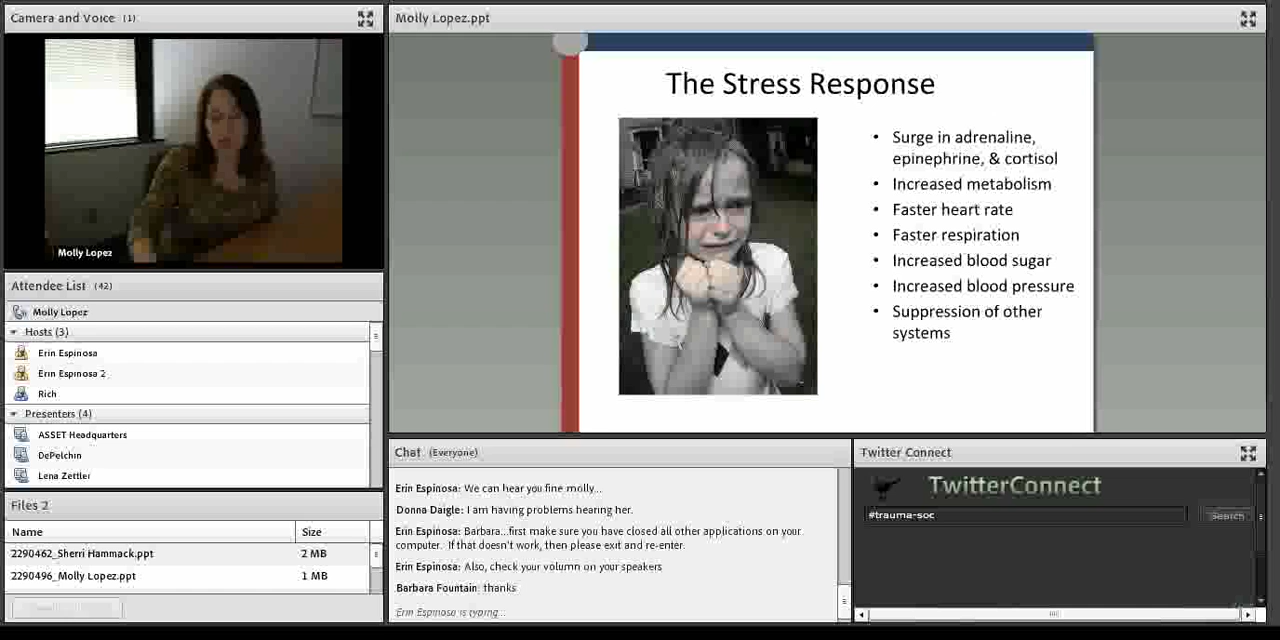 Camera and Voice (1)
Molly Lopez
Attendee List (42)
Molly Lopez
Hosts (3)
Erin Espinosa
Erin Espinosa 2
Rich
Presenters (4)
ASSET Headquarters
DePelchin
Lena Zettler
Files 2
Name Size
2290462_Sherri Hammack.ppt 2 MB
2290496_Molly Lopez.ppt 1 MB
Molly Lopez.ppt
The Stress Response
• Surge in adrenaline,
epinephrine, & cortisol
• Increased metabolism
• Faster heart rate
• Faster respiration
• Increased blood sugar
• Increased blood pressure
• Suppression of other
systems
Chat (Everyone)
Erin Espinosa: We can hear you fine molly...
Donna Daigle: I am having problems hearing her.
Erin Espinosa: Barbara...first make sure you have closed all other applications on your
computer. If that doesn't work, then please exit and re-enter.
Erin Espinosa: Also, check your volumn on your speakers
Barbara Fountain: thanks
Erin Espinosa is typing...
Twitter Connect
TwitterConnect
#trauma-soc
Search